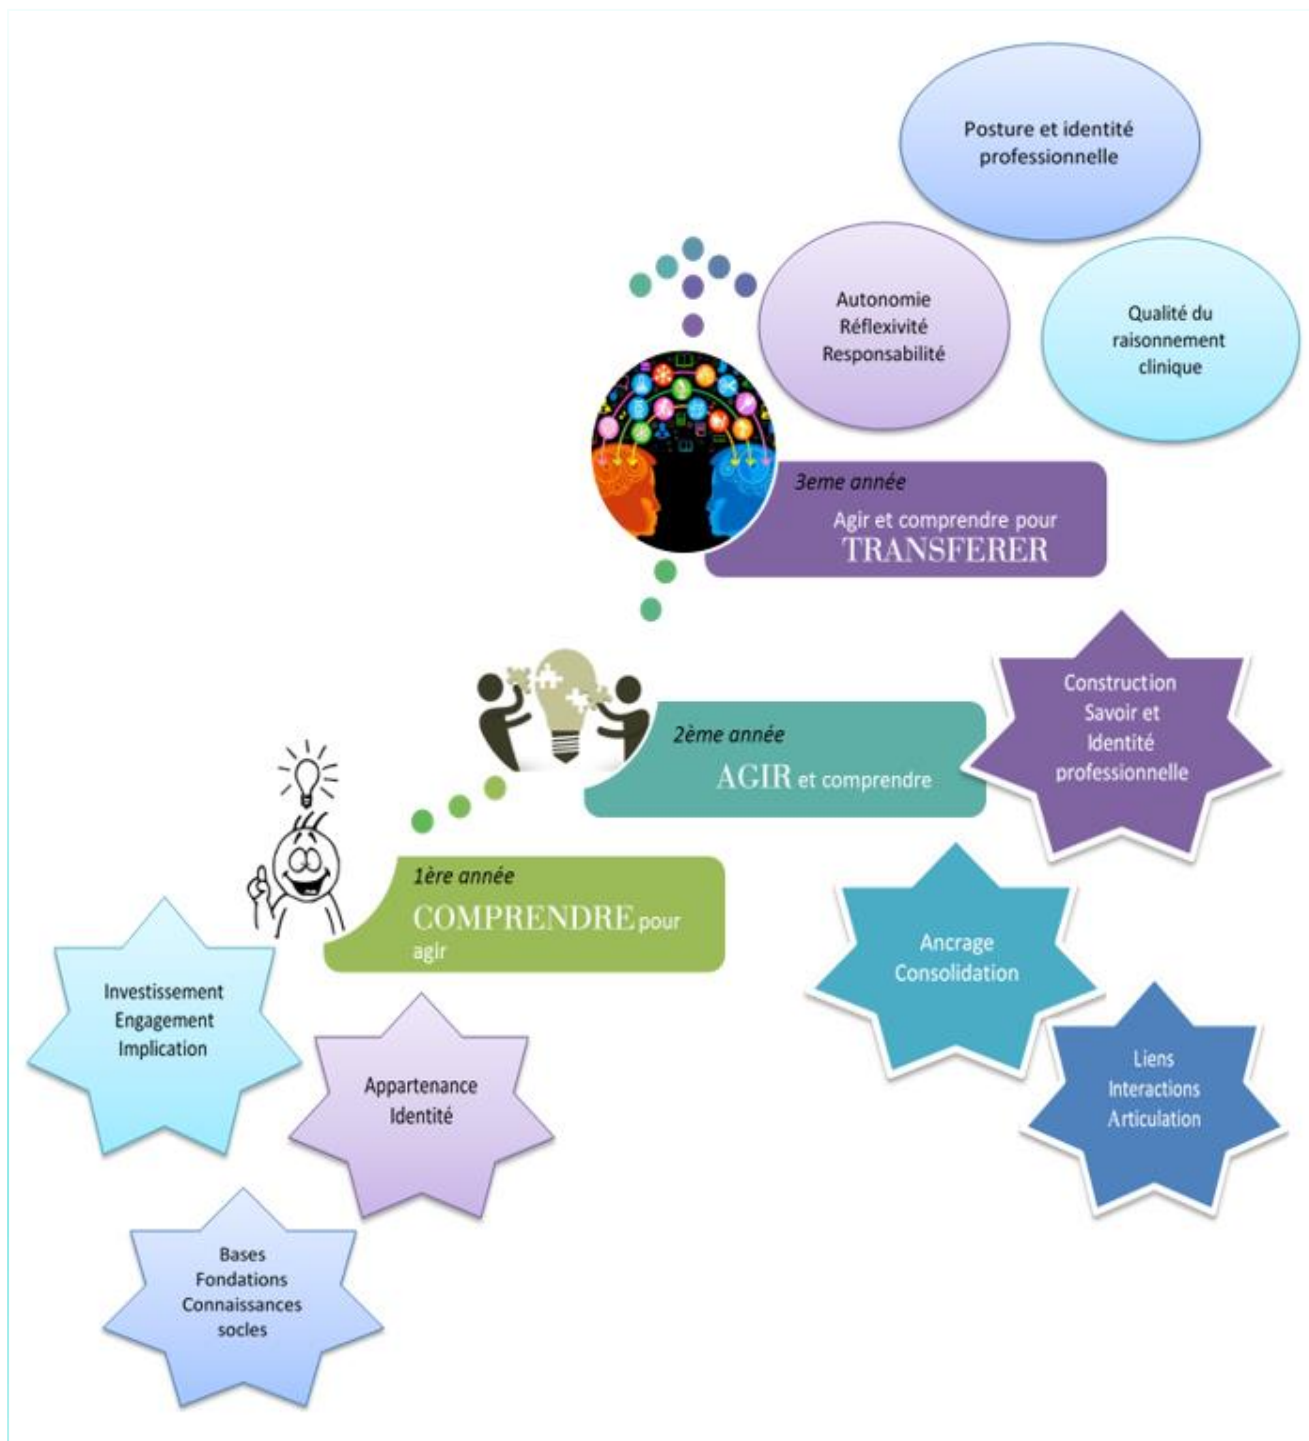 Posture et identité
professionnelle
Autonomie
Réflexivité
Responsabilité
Qualité du
raisonnement
clinique
3eme année
Agir et comprendre pour
TRANSFERER
Construction
Savoir et
Identité
professionnelle
2ème année
AGIR et comprendre
1ère année
COMPRENDRE pour
agir
Ancrage
Consolidation
Investissement
Engagement
Implication
Appartenance
Identité
Liens
Interactions
Articulation
Bases
Fondations
Connaissances
socles